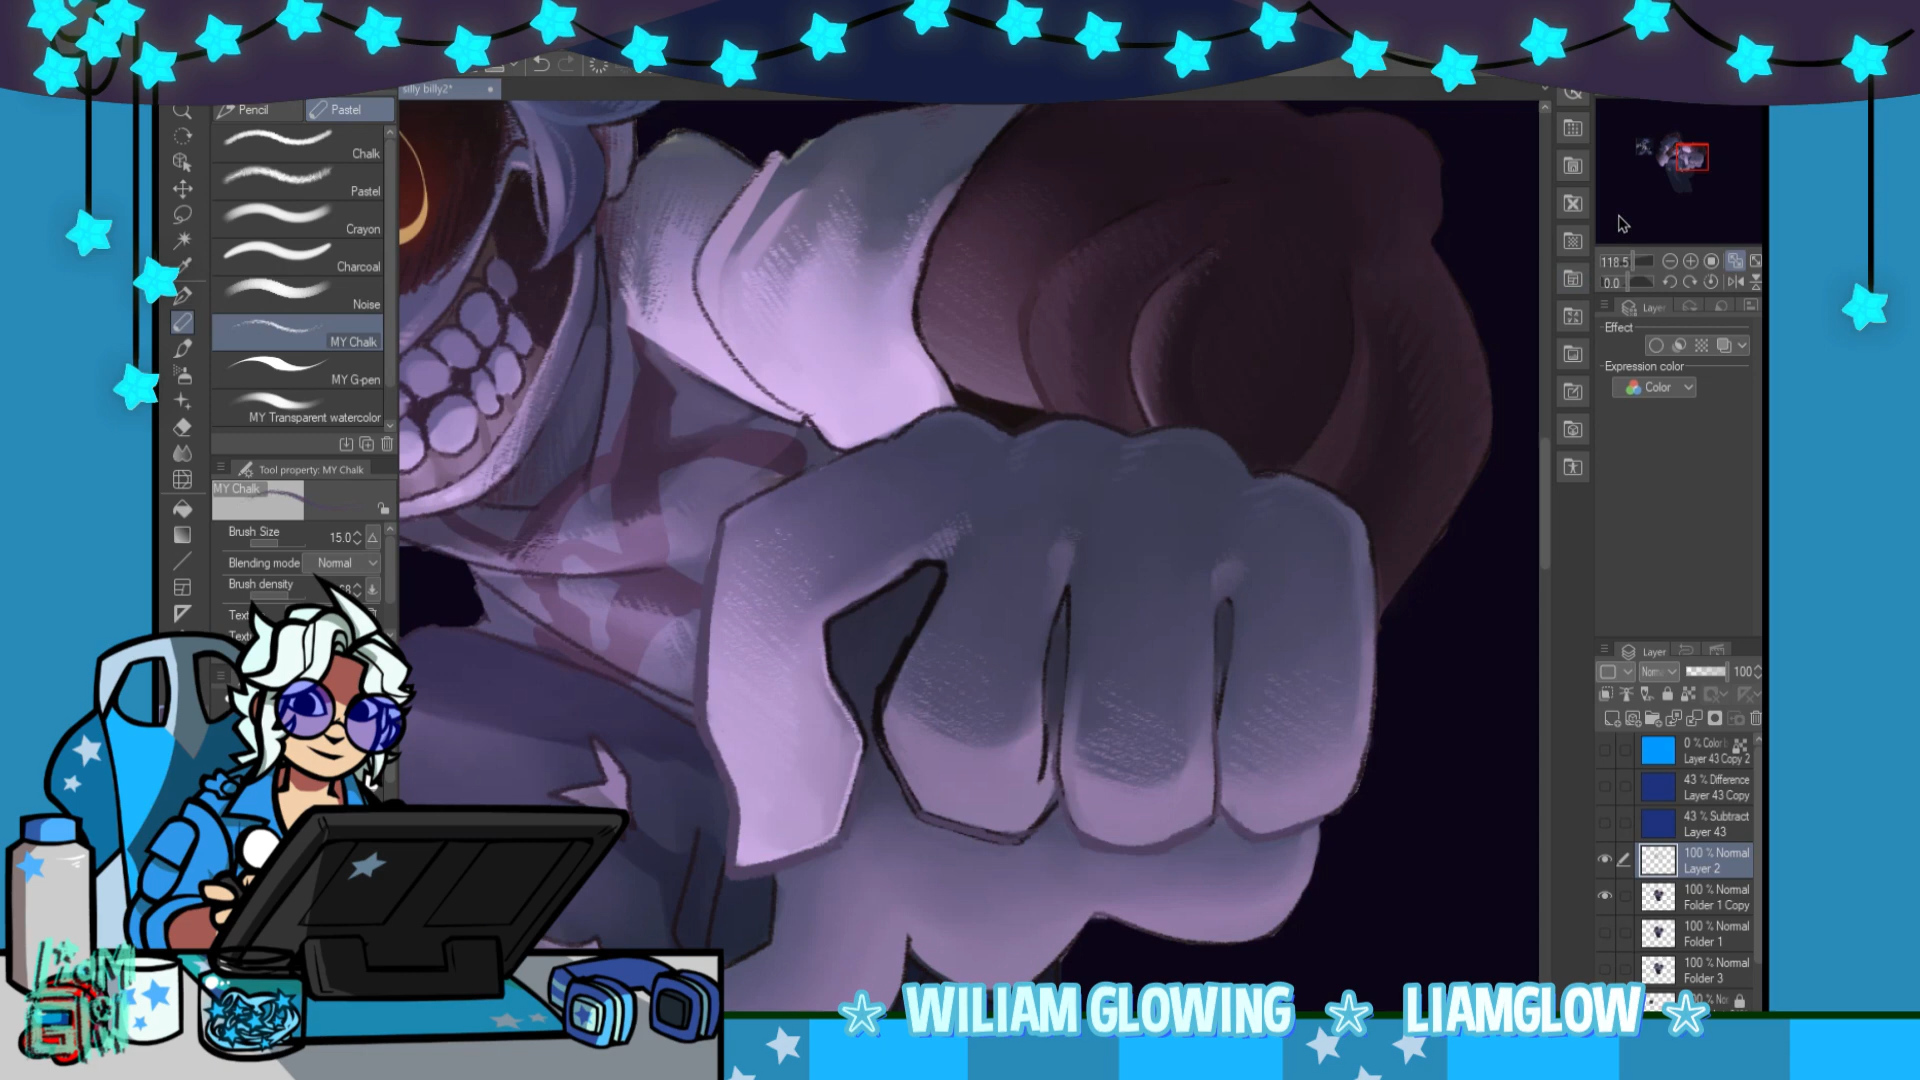 silly billy2*
Pencil
Pastel
Chalk
Pastel
Crayon
Charcoal
Noise
MY Chalk
MY G-pen
MY Transparent watercolor
Tool property: MY Chalk
MY Chalk
Brush Size 15.0
Blending mode Normal
Brush density
118.5
0.0
Layer
Effect
Expression color
Color
Layer
100
Layer 43 Copy 2
43 % Difference
Layer 43 Copy
43 % Subtract
Layer 43
100 % Normal
Layer 2
100 % Normal
Folder 1 Copy
100 % Normal
Folder 1
100 % Normal
Folder 3
WILIAM GLOWING
LIAMGLOW